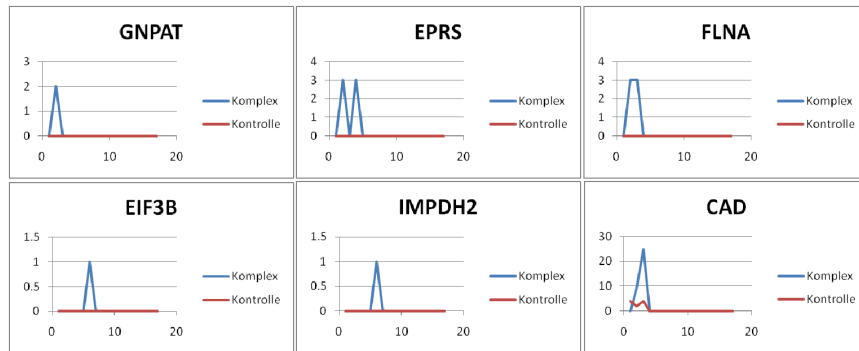 GNPAT
3
2
1
0
0 10 20
Komplex
Kontrolle
EPRS
4
3
2
1
0
0 10 20
Komplex
Kontrolle
FLNA
4
3
2
1
0
0 10 20
Komplex
Kontrolle
EIF3B
1.5
1
0.5
0
0 10 20
Komplex
Kontrolle
IMPDH2
1.5
1
0.5
0
0 10 20
Komplex
Kontrolle
CAD
30
20
10
0
0 10 20
Komplex
Kontrolle